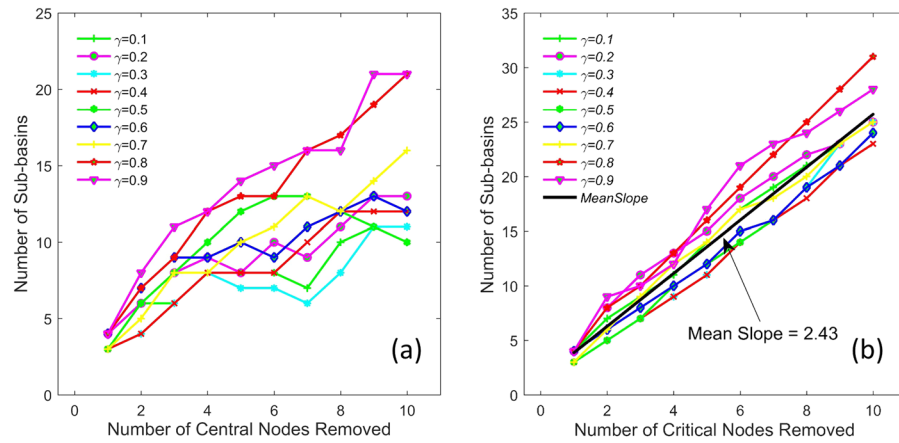 25
20
15
10
5
0
Number of Sub-basins
γ=0.1
γ=0.2
γ=0.3
γ=0.4
γ=0.5
γ=0.6
γ=0.7
γ=0.8
γ=0.9
(a)
0 2 4 6 8 10
Number of Central Nodes Removed
35
30
25
20
15
10
5
0
Number of Sub-basins
γ=0.1
γ=0.2
γ=0.3
γ=0.4
γ=0.5
γ=0.6
γ=0.7
γ=0.8
γ=0.9
MeanSlope
Mean Slope = 2.43
(b)
0 2 4 6 8 10
Number of Critical Nodes Removed